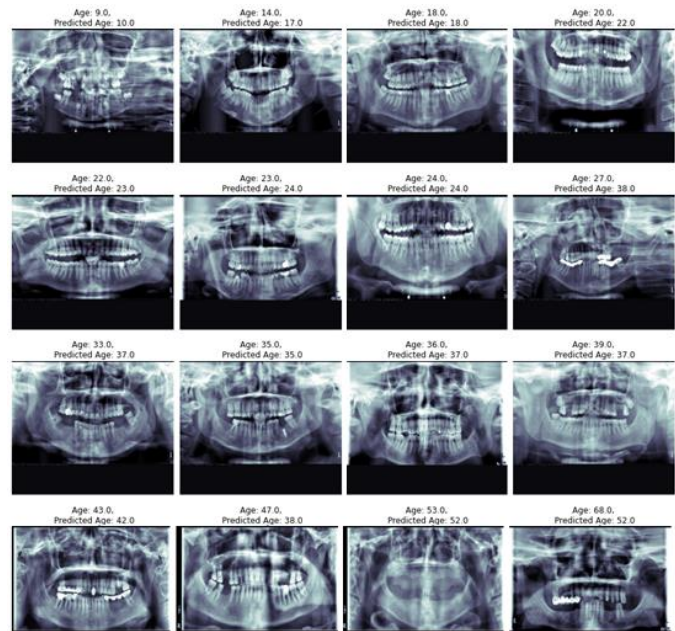 Age: 9.0,
Predicted Age: 10.0
Age: 14.0,
Predicted Age: 17.0
Age: 18.0,
Predicted Age: 18.0
Age: 20.0,
Predicted Age: 22.0
Age: 22.0,
Predicted Age: 23.0
Age: 23.0,
Predicted Age: 24.0
Age: 24.0,
Predicted Age: 24.0
Age: 27.0,
Predicted Age: 38.0
Age: 33.0,
Predicted Age: 37.0
Age: 35.0,
Predicted Age: 35.0
Age: 36.0,
Predicted Age: 37.0
Age: 39.0,
Predicted Age: 37.0
Age: 43.0,
Predicted Age: 42.0
Age: 47.0,
Predicted Age: 38.0
Age: 53.0,
Predicted Age: 52.0
Age: 68.0,
Predicted Age: 52.0